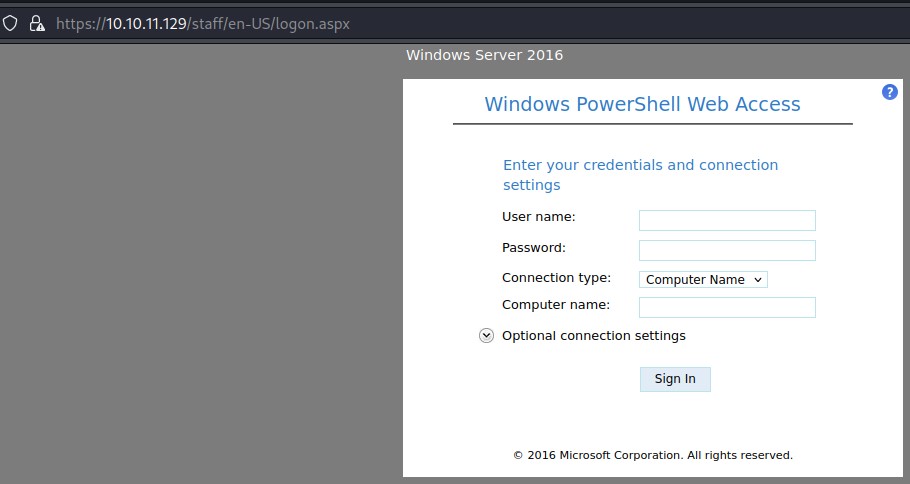 https://10.10.11.129/staff/en-US/logon.aspx
Windows Server 2016
?
Windows PowerShell Web Access
Enter your credentials and connection
settings
User name:
Password:
Connection type: Computer Name
Computer name:
Optional connection settings
Sign In
© 2016 Microsoft Corporation. All rights reserved.